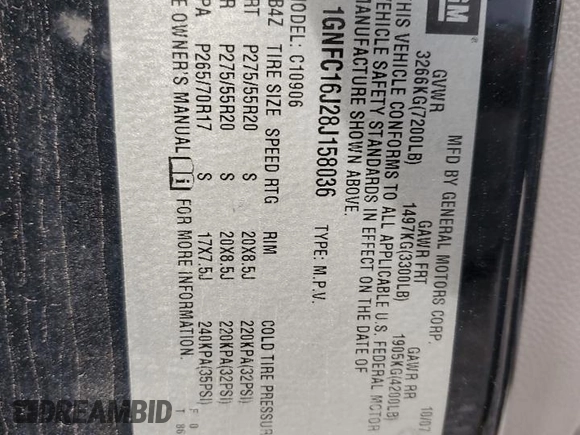 GM
MFD BY GENERAL MOTORS CORP. 10/07
GVWR GAWR FRT GAWR RR
3266KG(7200LB) 1497KG(3300LB) 1905KG(4200LB)
THIS VEHICLE CONFORMS TO ALL APPLICABLE U.S. FEDERAL MOTOR
VEHICLE SAFETY STANDARDS IN EFFECT ON THE DATE OF
MANUFACTURE SHOWN ABOVE.
1GNFC16J28J158036 TYPE: M.P.V.
MODEL: C10906
TIRE SIZE SPEED RTG RIM COLD TIRE PRESSUR
RT P275/55R20 S 20X8.5J 220KPA(32PSI)
R P275/55R20 S 20X8.5J 220KPA(32PSI)
PA P265/70R17 S 17X7.5J 240KPA(35PSI)
E OWNER'S MANUAL i FOR MORE INFORMATION.
DREAMBID